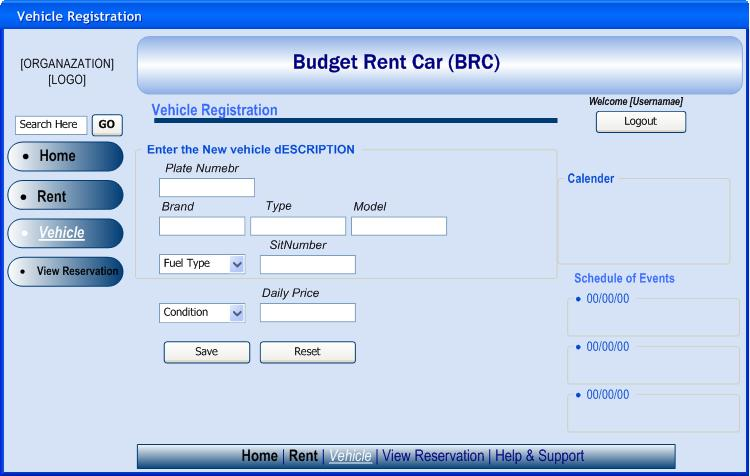 Vehicle Registration
[ORGANAZATION]
[LOGO]
Budget Rent Car (BRC)
Welcome [Usernamae]
Logout
Search Here GO
Home
Rent
Vehicle
View Reservation
Vehicle Registration
Enter the New vehicle dESCRIPTION
Plate Numebr
Brand Type Model
Fuel Type
SitNumber
Condition
Daily Price
Save Reset
Calender
Schedule of Events
00/00/00
00/00/00
00/00/00
Home | Rent | Vehicle | View Reservation | Help & Support